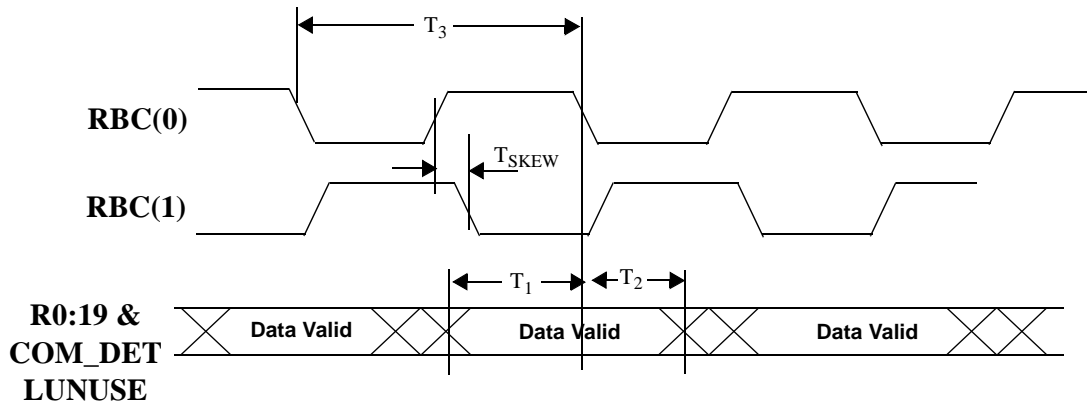 T3
RBC(0)
TSKEW
RBC(1)
T1
T2
R0:19 &
COM_DET
LUNUSE
Data Valid
Data Valid
Data Valid